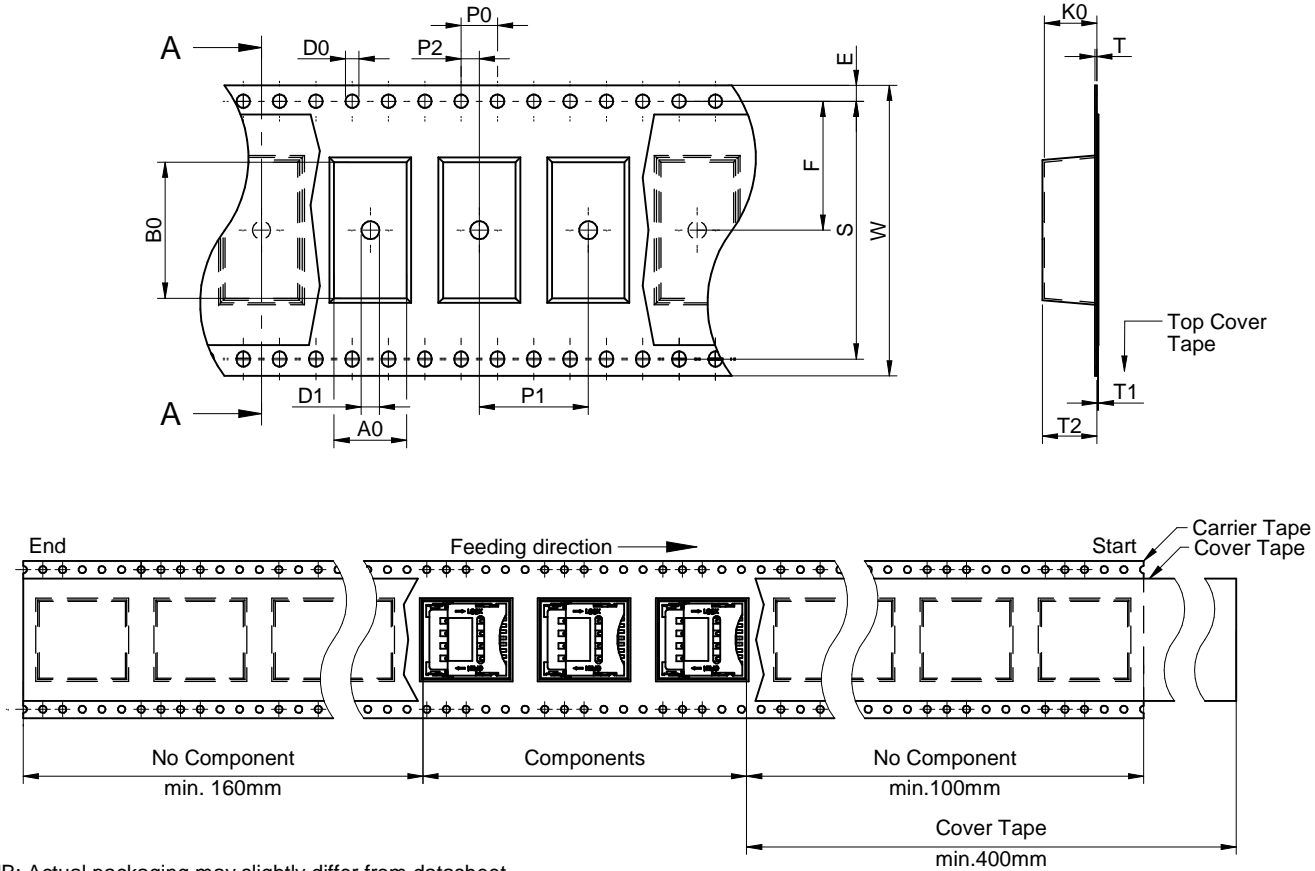 P0
K0
A
D0
P2
E
T
B0
F
S
W
Top Cover
Tape
D1
P1
T1
A
A0
T2
End
Feeding direction
Start
Carrier Tape
Cover Tape
No Component
min. 160mm
Components
No Component
min.100mm
Cover Tape
min.400mm
Actual packaging may slightly differ from datasheet